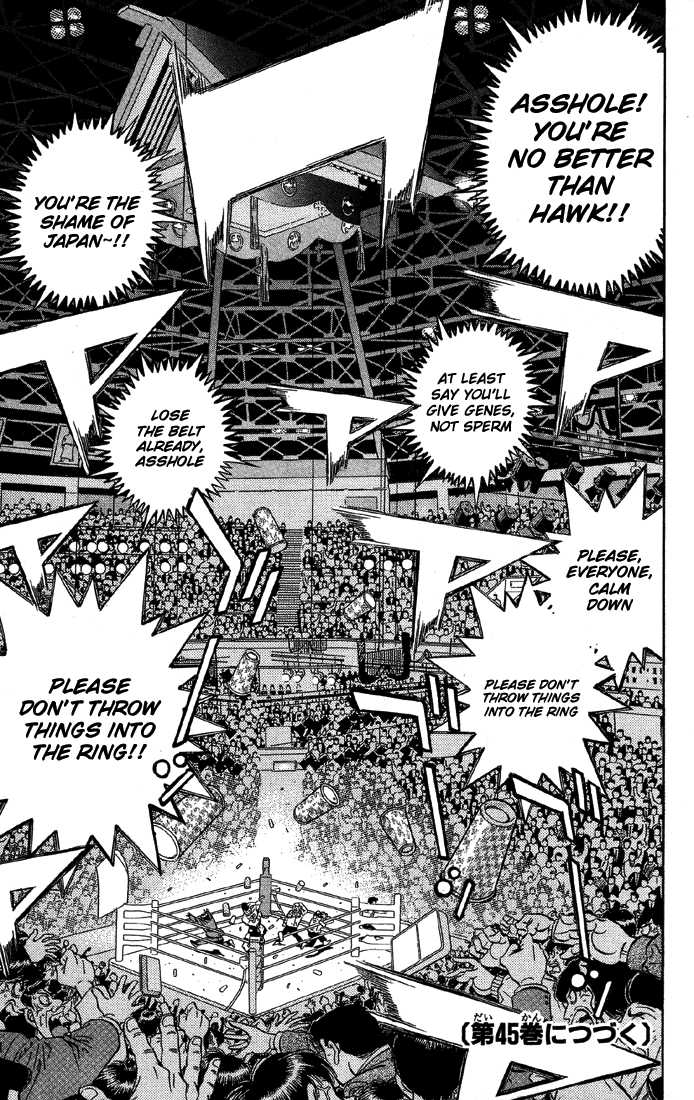 ASSHOLE!
YOU'RE
NO BETTER
THAN
HAWK!!
YOU'RE THE
SHAME OF
JAPAN~!!
AT LEAST
SAY YOU'LL
GIVE GENES,
NOT SPERM
LOSE
THE BELT
ALREADY,
ASSHOLE
PLEASE,
EVERYONE,
CALM
DOWN
PLEASE DON'T
THROW THINGS
INTO THE RING
PLEASE
DON'T THROW
THINGS INTO
THE RING!!
(第45巻につづく)